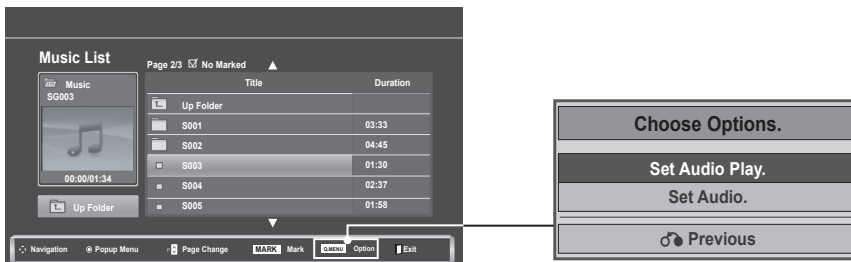 Music List
Page 2/3 No Marked
Title Duration
Music
SG003
Up Folder
S001 03:33
S002 04:45
S003 01:30
S004 02:37
S005 01:58
00:00/01:34
Up Folder
Navigation Popup Menu Page Change MARK Mark Q.MENU Option Exit
Choose Options.
Set Audio Play.
Set Audio.
Previous